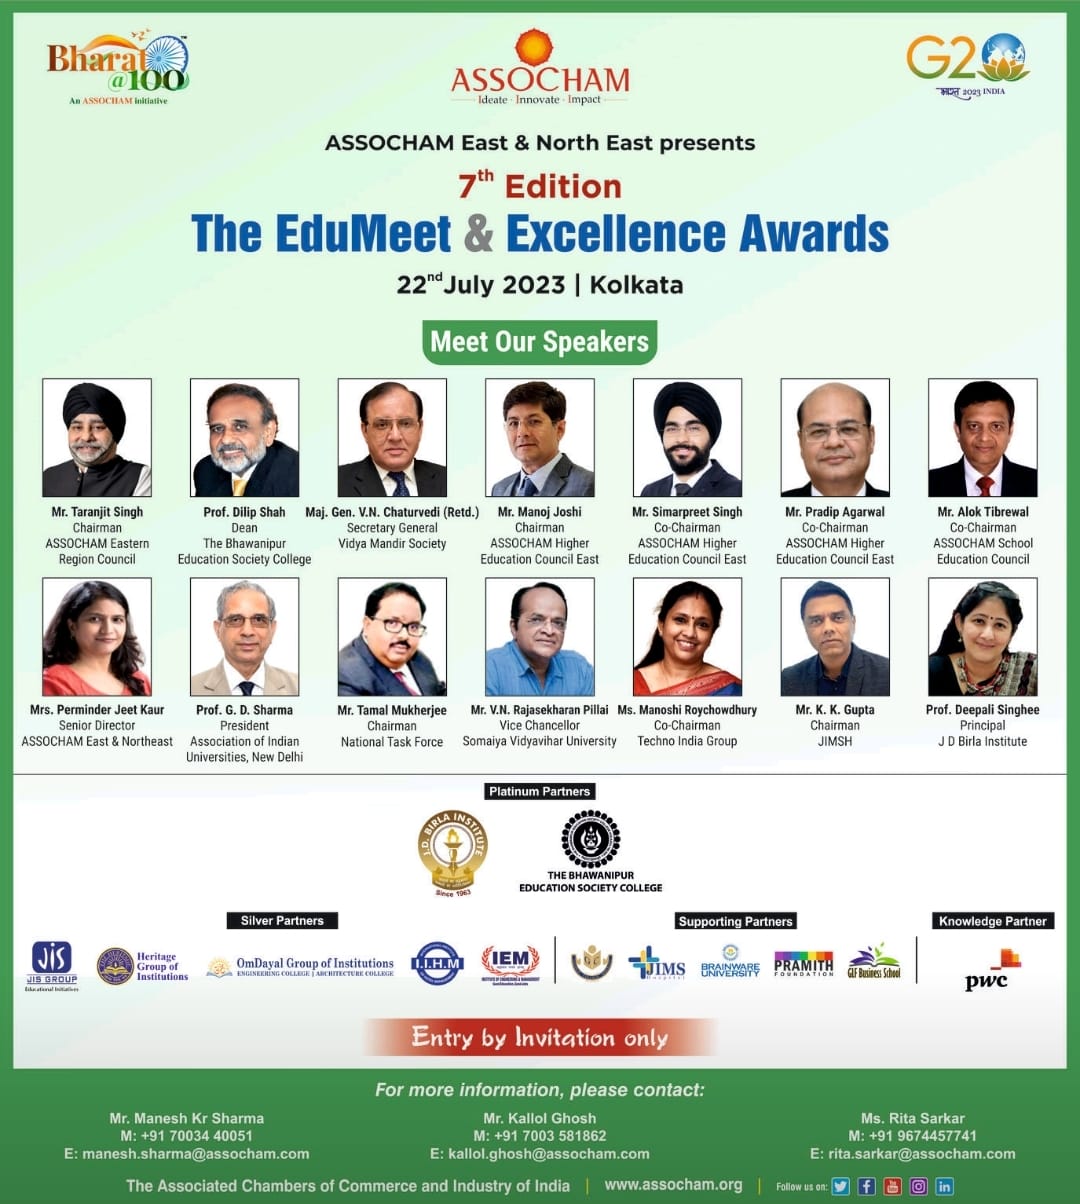 Bharat
@100
An ASSOCHAM initiative
ASSOCHAM
Ideate · Innovate · Impact
G20
भारत 2023 INDIA
ASSOCHAM East & North East presents
7th Edition
The EduMeet & Excellence Awards
22nd July 2023 | Kolkata
Meet Our Speakers
Mr. Taranjit Singh
Chairman
ASSOCHAM Eastern
Region Council
Prof. Dilip Shah
Dean
The Bhawanipur
Education Society College
Maj. Gen. V.N. Chaturvedi (Retd.)
Secretary General
Vidya Mandir Society
Mr. Manoj Joshi
Chairman
ASSOCHAM Higher
Education Council East
Mr. Simarpreet Singh
Co-Chairman
ASSOCHAM Higher
Education Council East
Mr. Pradip Agarwal
Co-Chairman
ASSOCHAM Higher
Education Council East
Mr. Alok Tibrewal
Co-Chairman
ASSOCHAM School
Education Council
Mrs. Perminder Jeet Kaur
Senior Director
ASSOCHAM East & Northeast
Prof. G. D. Sharma
President
Association of Indian
Universities, New Delhi
Mr. Tamal Mukherjee
Chairman
National Task Force
Mr. V.N. Rajasekharan Pillai
Vice Chancellor
Somaiya Vidyavihar University
Ms. Manoshi Roychowdhury
Co-Chairman
Techno India Group
Mr. K. K. Gupta
Chairman
JIMSH
Prof. Deepali Singhee
Principal
J D Birla Institute
Platinum Partners
J.D. BIRLA INSTITUTE
Since 1963
THE BHAWANIPUR
EDUCATION SOCIETY COLLEGE
Silver Partners
JIS
JIS GROUP
Educational Initiatives
Heritage
Group of
Institutions
OmDayal Group of Institutions
ENGINEERING COLLEGE | ARCHITECTURE COLLEGE
I.I.H.M
IEM
INSTITUTE OF ENGINEERING & MANAGEMENT
Supporting Partners
JIMS
Hospital
BRAINWARE
UNIVERSITY
PRAMITH
FOUNDATION
GLF Business School
Knowledge Partner
pwc
Entry by Invitation only
For more information, please contact:
Mr. Manesh Kr Sharma
M: +91 70034 40051
E: manesh.sharma@assocham.com
Mr. Kallol Ghosh
M: +91 7003 581862
E: kallol.ghosh@assocham.com
Ms. Rita Sarkar
M: +91 9674457741
E: rita.sarkar@assocham.com
The Associated Chambers of Commerce and Industry of India | www.assocham.org | Follow us on: